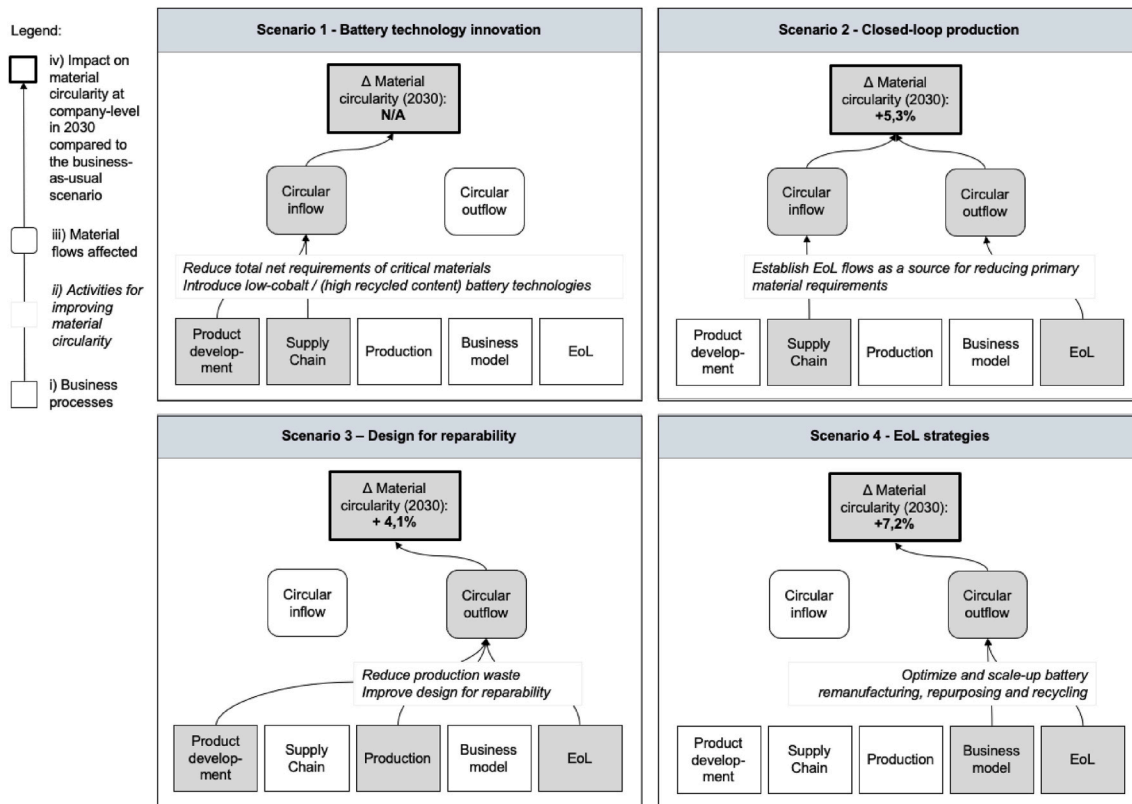 Legend:
iv) Impact on
material
circularity at
company-level
in 2030
compared to
the business-
as-usual
scenario
iii) Material
flows affected
ii) Activities for
improving
material
circularity
i) Business
processes
Scenario 1 - Battery technology innovation
Δ Material
circularity (2030):
N/A
Circular
inflow
Circular
outflow
Reduce total net requirements of critical materials
Introduce low-cobalt / (high recycled content) battery technologies
Product
develop-
ment
Supply
Chain
Production
Business
model
EoL
Scenario 2 - Closed-loop production
Δ Material
circularity (2030):
+5,3%
Circular
inflow
Circular
outflow
Establish EoL flows as a source for reducing primary
material requirements
Product
develop-
ment
Supply
Chain
Production
Business
model
EoL
Scenario 3 – Design for reparability
Δ Material
circularity (2030):
+ 4,1%
Circular
inflow
Circular
outflow
Reduce production waste
Improve design for reparability
Product
develop-
ment
Supply
Chain
Production
Business
model
EoL
Scenario 4 - EoL strategies
Δ Material
circularity (2030):
+7,2%
Circular
inflow
Circular
outflow
Optimize and scale-up battery
remanufacturing, repurposing and recycling
Product
develop-
ment
Supply
Chain
Production
Business
model
EoL